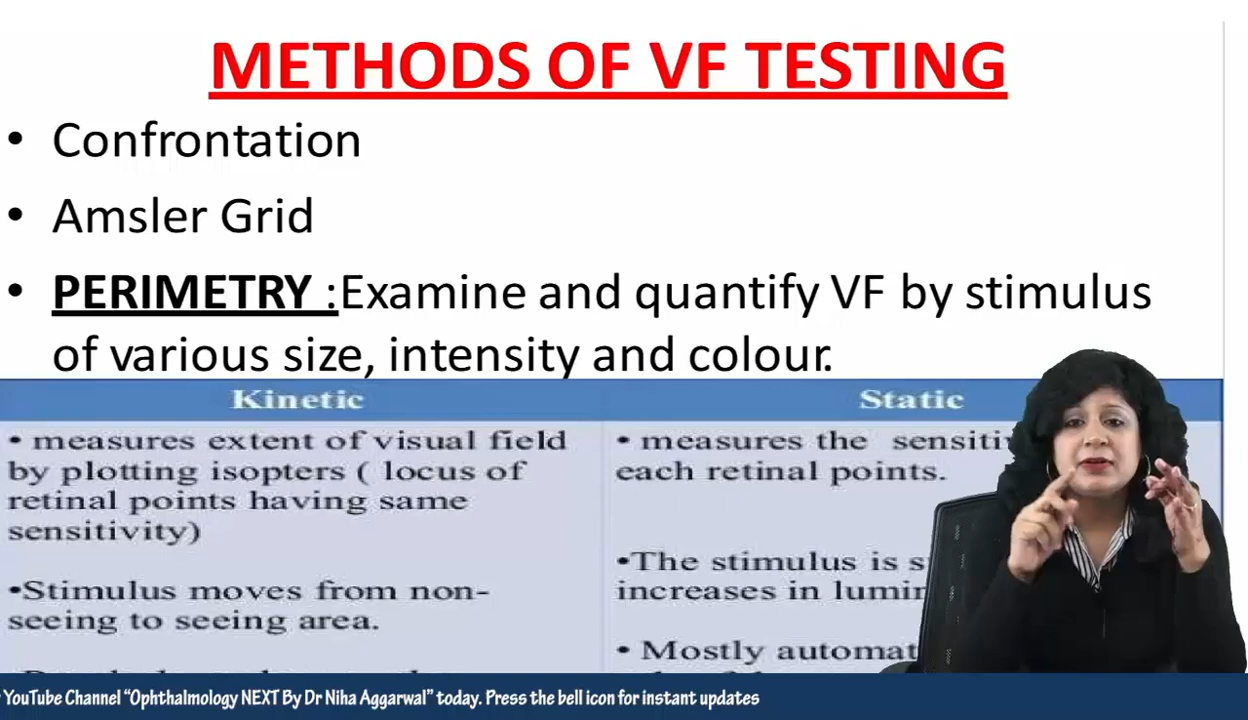 METHODS OF VF TESTING
• Confrontation
• Amsler Grid
• PERIMETRY :Examine and quantify VF by stimulus
of various size, intensity and colour.
Kinetic
• measures extent of visual field
by plotting isopters ( locus of
retinal points having same
sensitivity)
•Stimulus moves from non-
seeing to seeing area.
Static
• measures the
each retinal points.
•The stimulus is
increases in
• Mostly
YouTube Channel “Ophthalmology NEXT By Dr Niha Aggarwal” today. Press the bell icon for instant updates